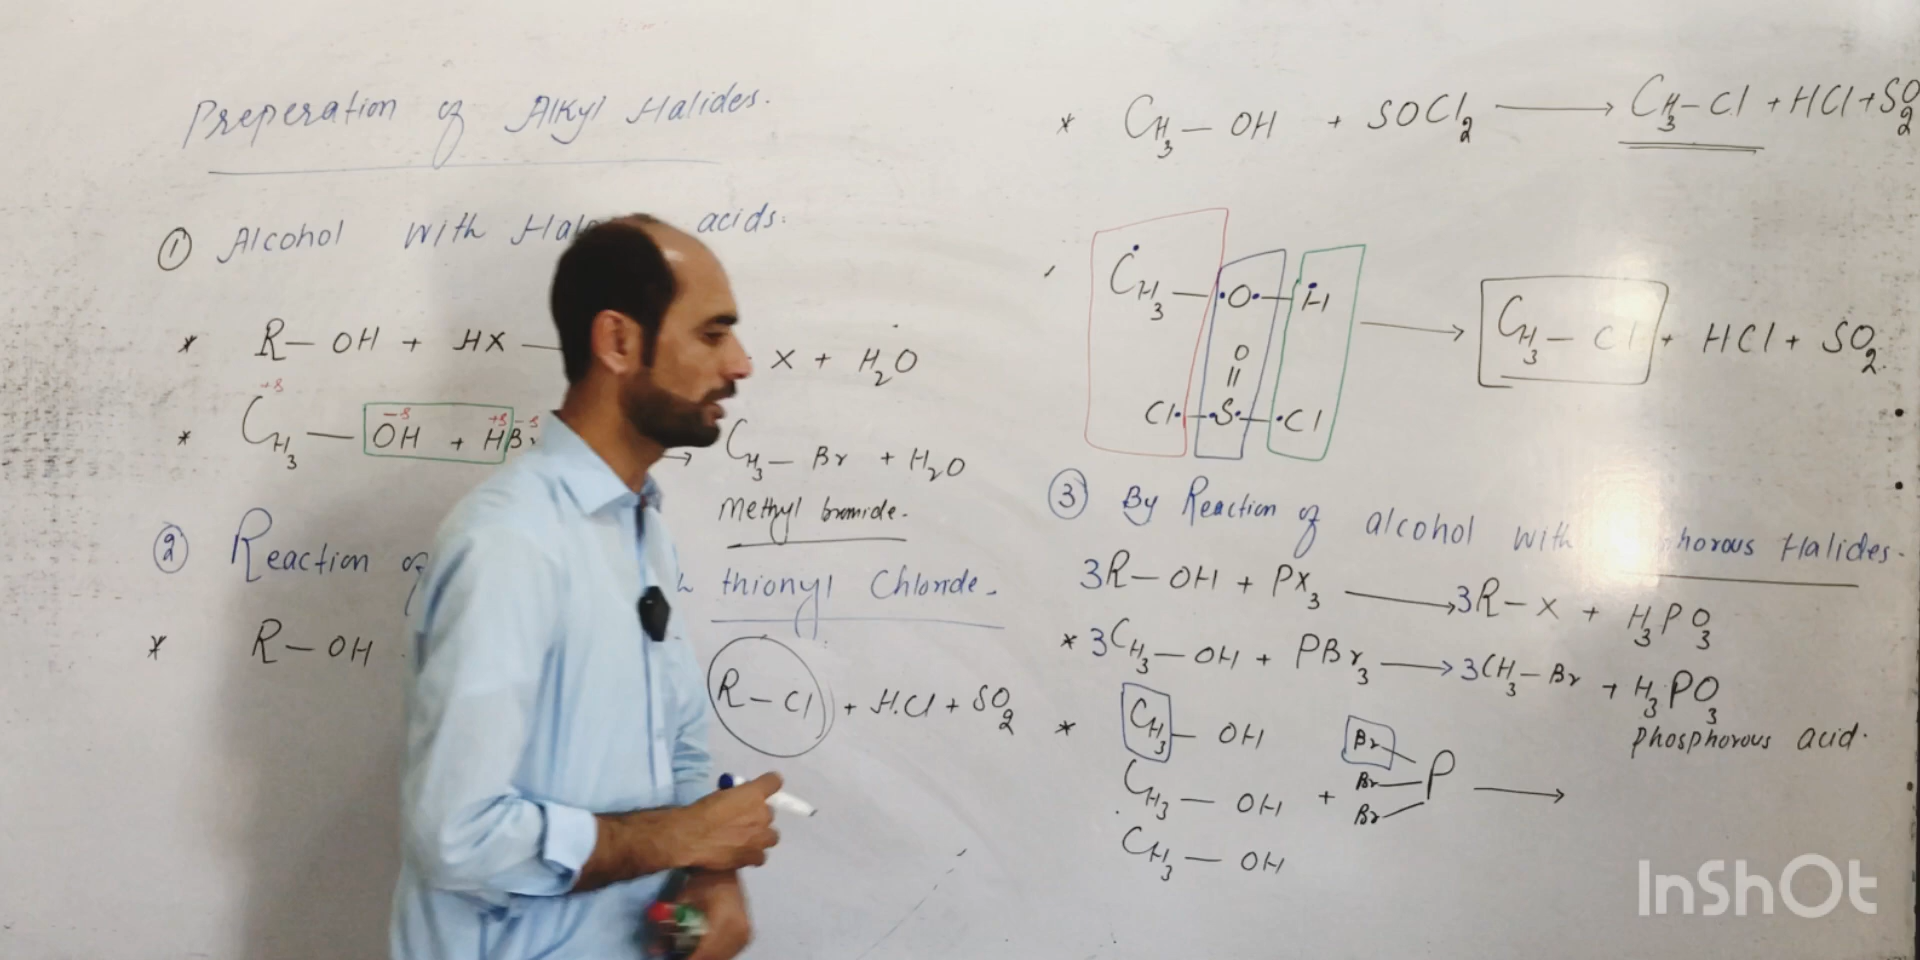 Preperation of Alkyl Halides.
① Alcohol with acids.
* R-OH + HX X + H₂O
+δ -δ +δ -δ
* CH₃-OH + HBr → CH₃-Br + H₂O
Methyl bromide.
② Reaction of thionyl Chloride.
* R-OH R-Cl + HCl + SO₂
* CH₃-OH + SOCl₂ → CH₃-Cl + HCl + SO₂
CH₃-O-H → CH₃-Cl + HCl + SO₂.
O
||
Cl-S-Cl
③ By Reaction of alcohol with horous Halides.
3R-OH + PX₃ → 3R-X + H₃PO₃
* 3CH₃-OH + PBr₃ → 3CH₃-Br + H₃PO₃
Phosphorous acid.
* CH₃-OH Br
CH₃-OH + Br-P →
Br
CH₃-OH
InShOt